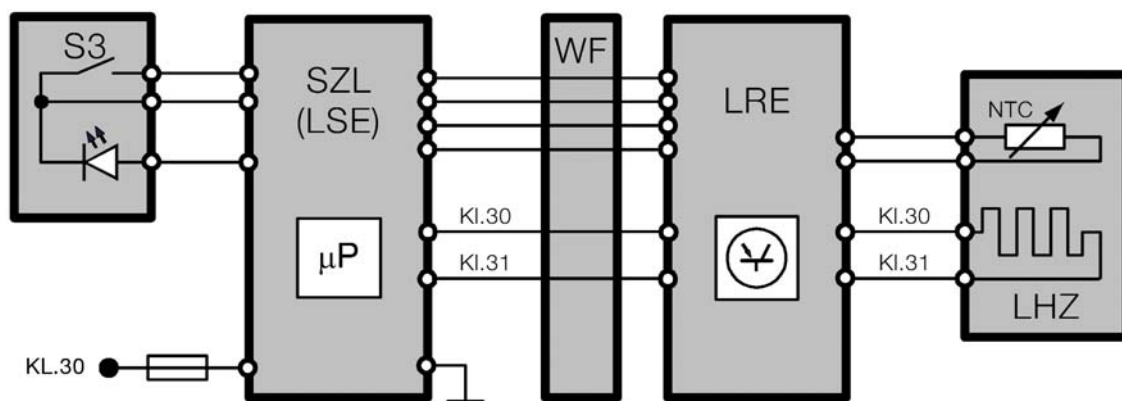 S3
SZL
(LSE)
µP
KL.30
Kl.30
Kl.31
WF
LRE
Kl.30
Kl.31
NTC
LHZ